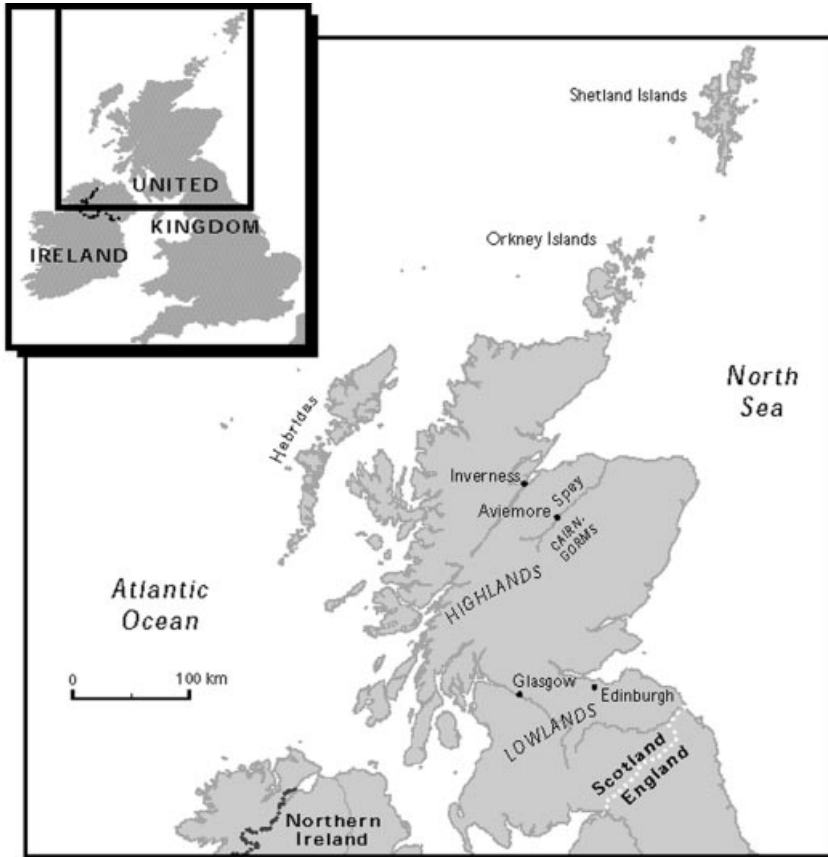 UNITED
KINGDOM
IRELAND
Shetland Islands
Orkney Islands
North
Sea
Hebridas
Inverness
Spey
Aviemore
CAIRN-
GORMS
HIGHLANDS
Atlantic
Ocean
0 100 km
Glasgow
Edinburgh
LOWLANDS
Scotland
England
Northern
Ireland